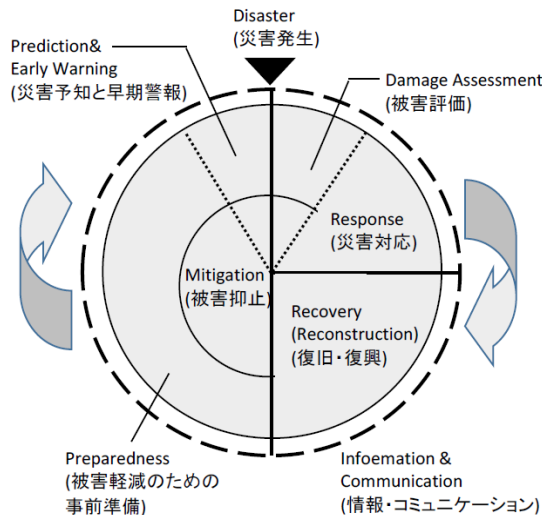 Disaster
(災害発生)
Prediction&
Early Warning
(災害予知と早期警報)
Damage Assessment
(被害評価)
Response
(災害対応)
Mitigation
(被害抑止)
Recovery
(Reconstruction)
(復旧・復興)
Preparedness
(被害軽減のための
事前準備)
Infoemation &
Communication
(情報・コミュニケーション)